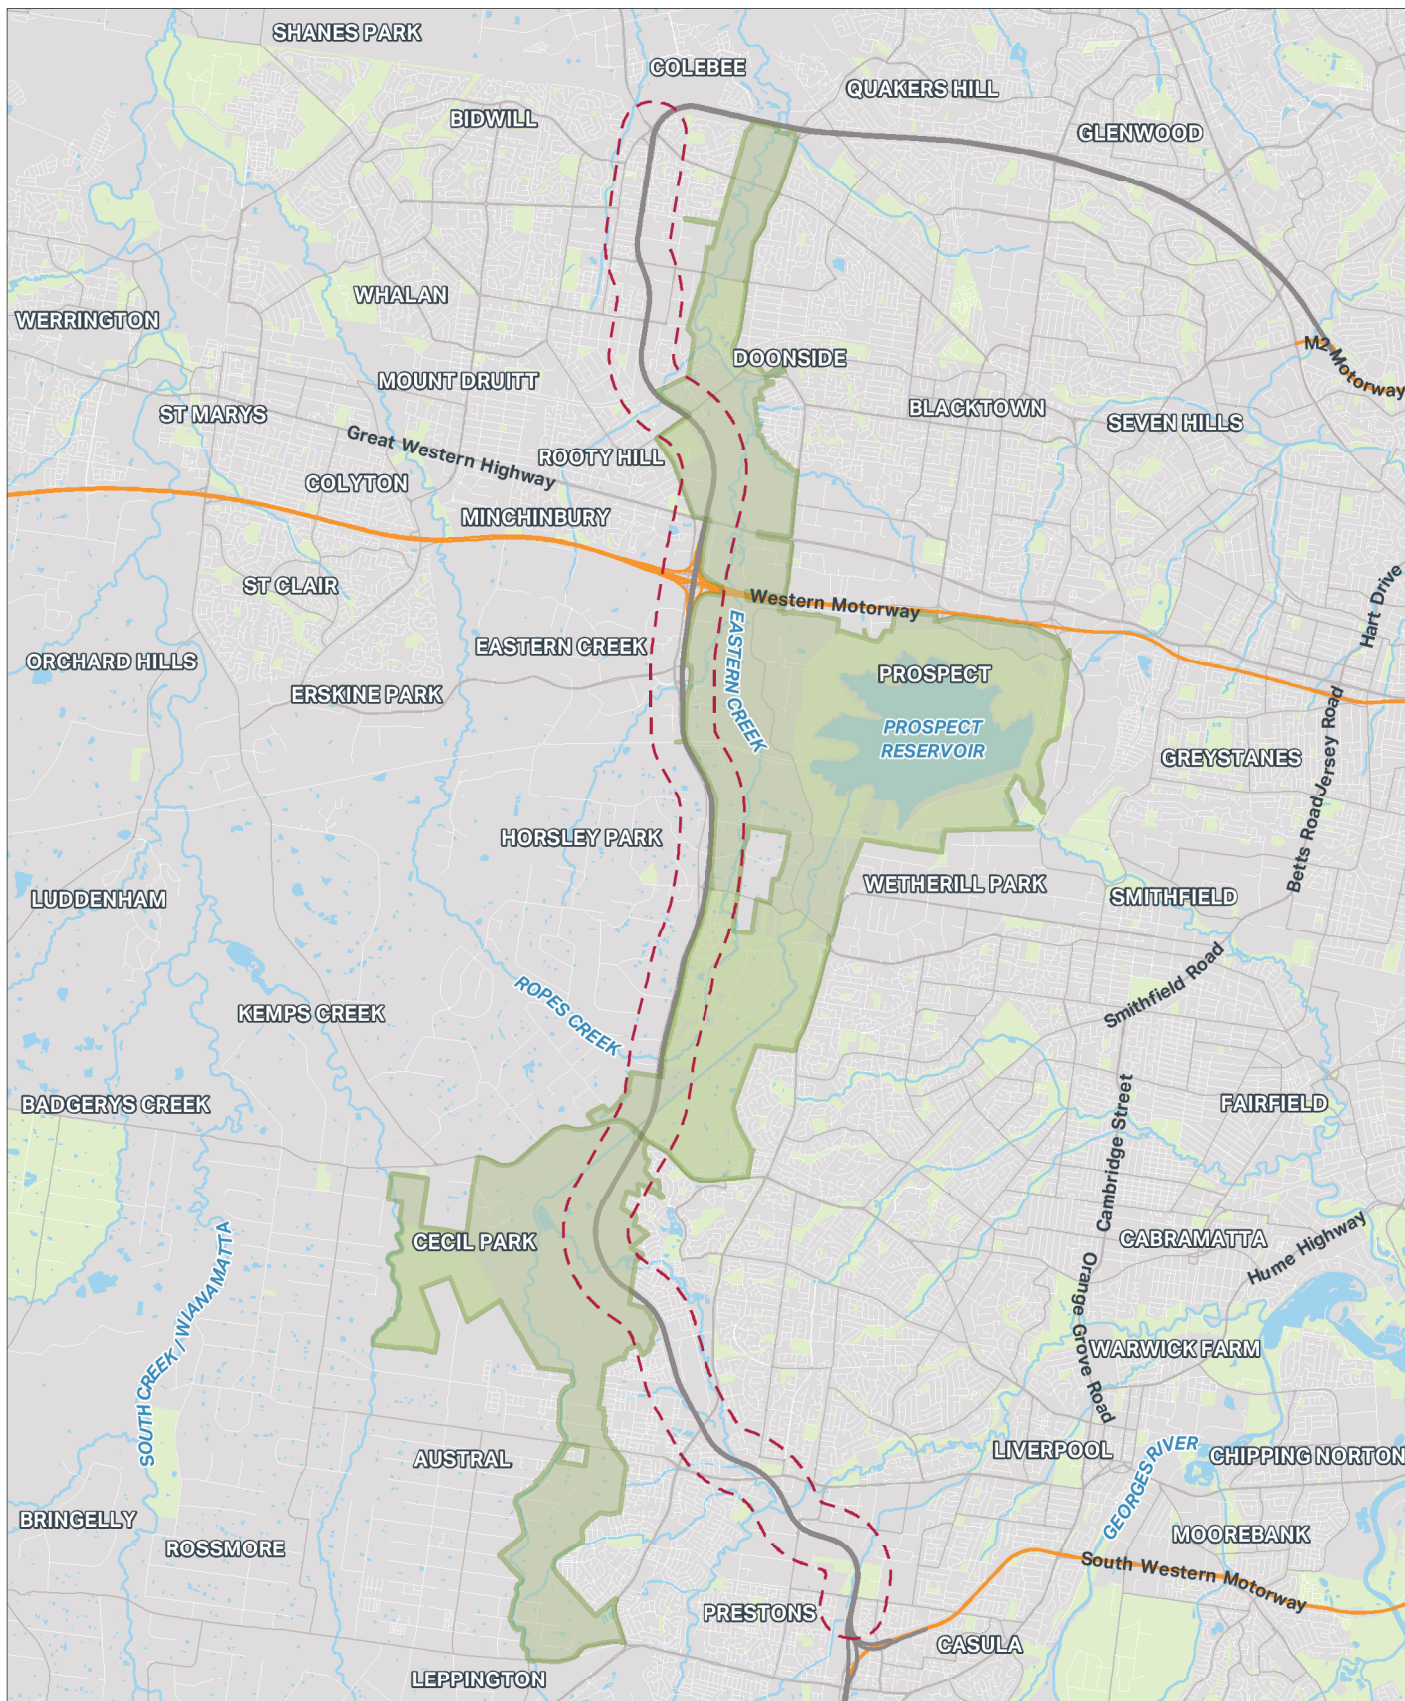 SHANES PARK
COLEBEE
QUAKERS HILL
BIDWILL
GLENWOOD
WHALAN
WERRINGTON
M2 Motorway
DOONSIDE
MOUNT DRUITT
BLACKTOWN
ST MARYS
SEVEN HILLS
Great Western Highway
ROOTY HILL
COLYTON
MINCHINBURY
ST CLAIR
Western Motorway
Hart Drive
EASTERN CREEK
EASTERN CREEK
ORCHARD HILLS
PROSPECT
ERSKINE PARK
PROSPECT
RESERVOIR
Jersey Road
GREYSTANES
Betts Road
HORSLEY PARK
WETHERILL PARK
LUDDENHAM
SMITHFIELD
Smithfield Road
ROPES CREEK
KEMPS CREEK
BADGERYS CREEK
FAIRFIELD
Cambridge Street
CECIL PARK
CABRAMATTA
Hume Highway
SOUTH CREEK / WIANAMATTA
Orange Grove Road
WARWICK FARM
AUSTRAL
LIVERPOOL
GEORGES RIVER
CHIPPING NORTON
BRINGELLY
MOOREBANK
ROSSMORE
South Western Motorway
PRESTONS
CASULA
LEPPINGTON